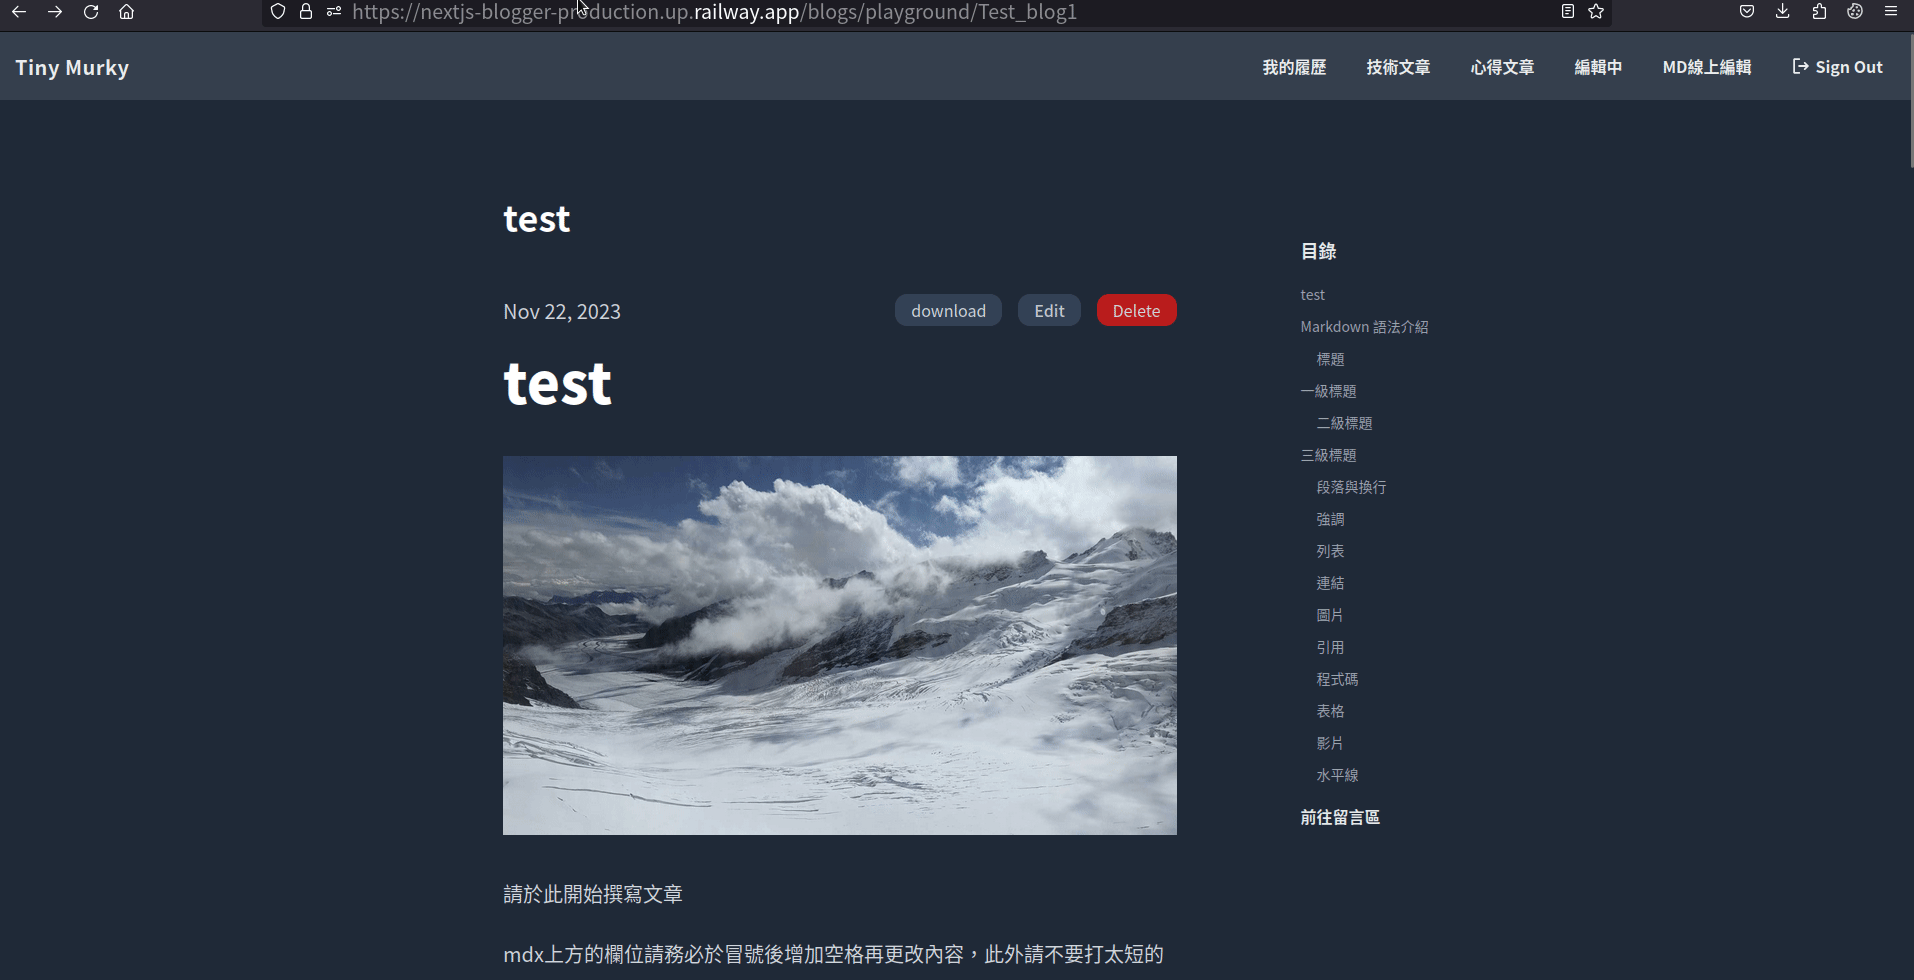 https://nextjs-blogger-production.up.railway.app/blogs/playground/Test_blog1
Tiny Murky
我的履歷
技術文章
心得文章
編輯中
MD線上編輯
Sign Out
test
Nov 22, 2023
download
Edit
Delete
test
請於此開始撰寫文章
mdx上方的欄位請務必於冒號後增加空格再更改內容，此外請不要打太短的
目錄
test
Markdown 語法介紹
標題
一級標題
二級標題
三級標題
段落與換行
強調
列表
連結
圖片
引用
程式碼
表格
影片
水平線
前往留言區